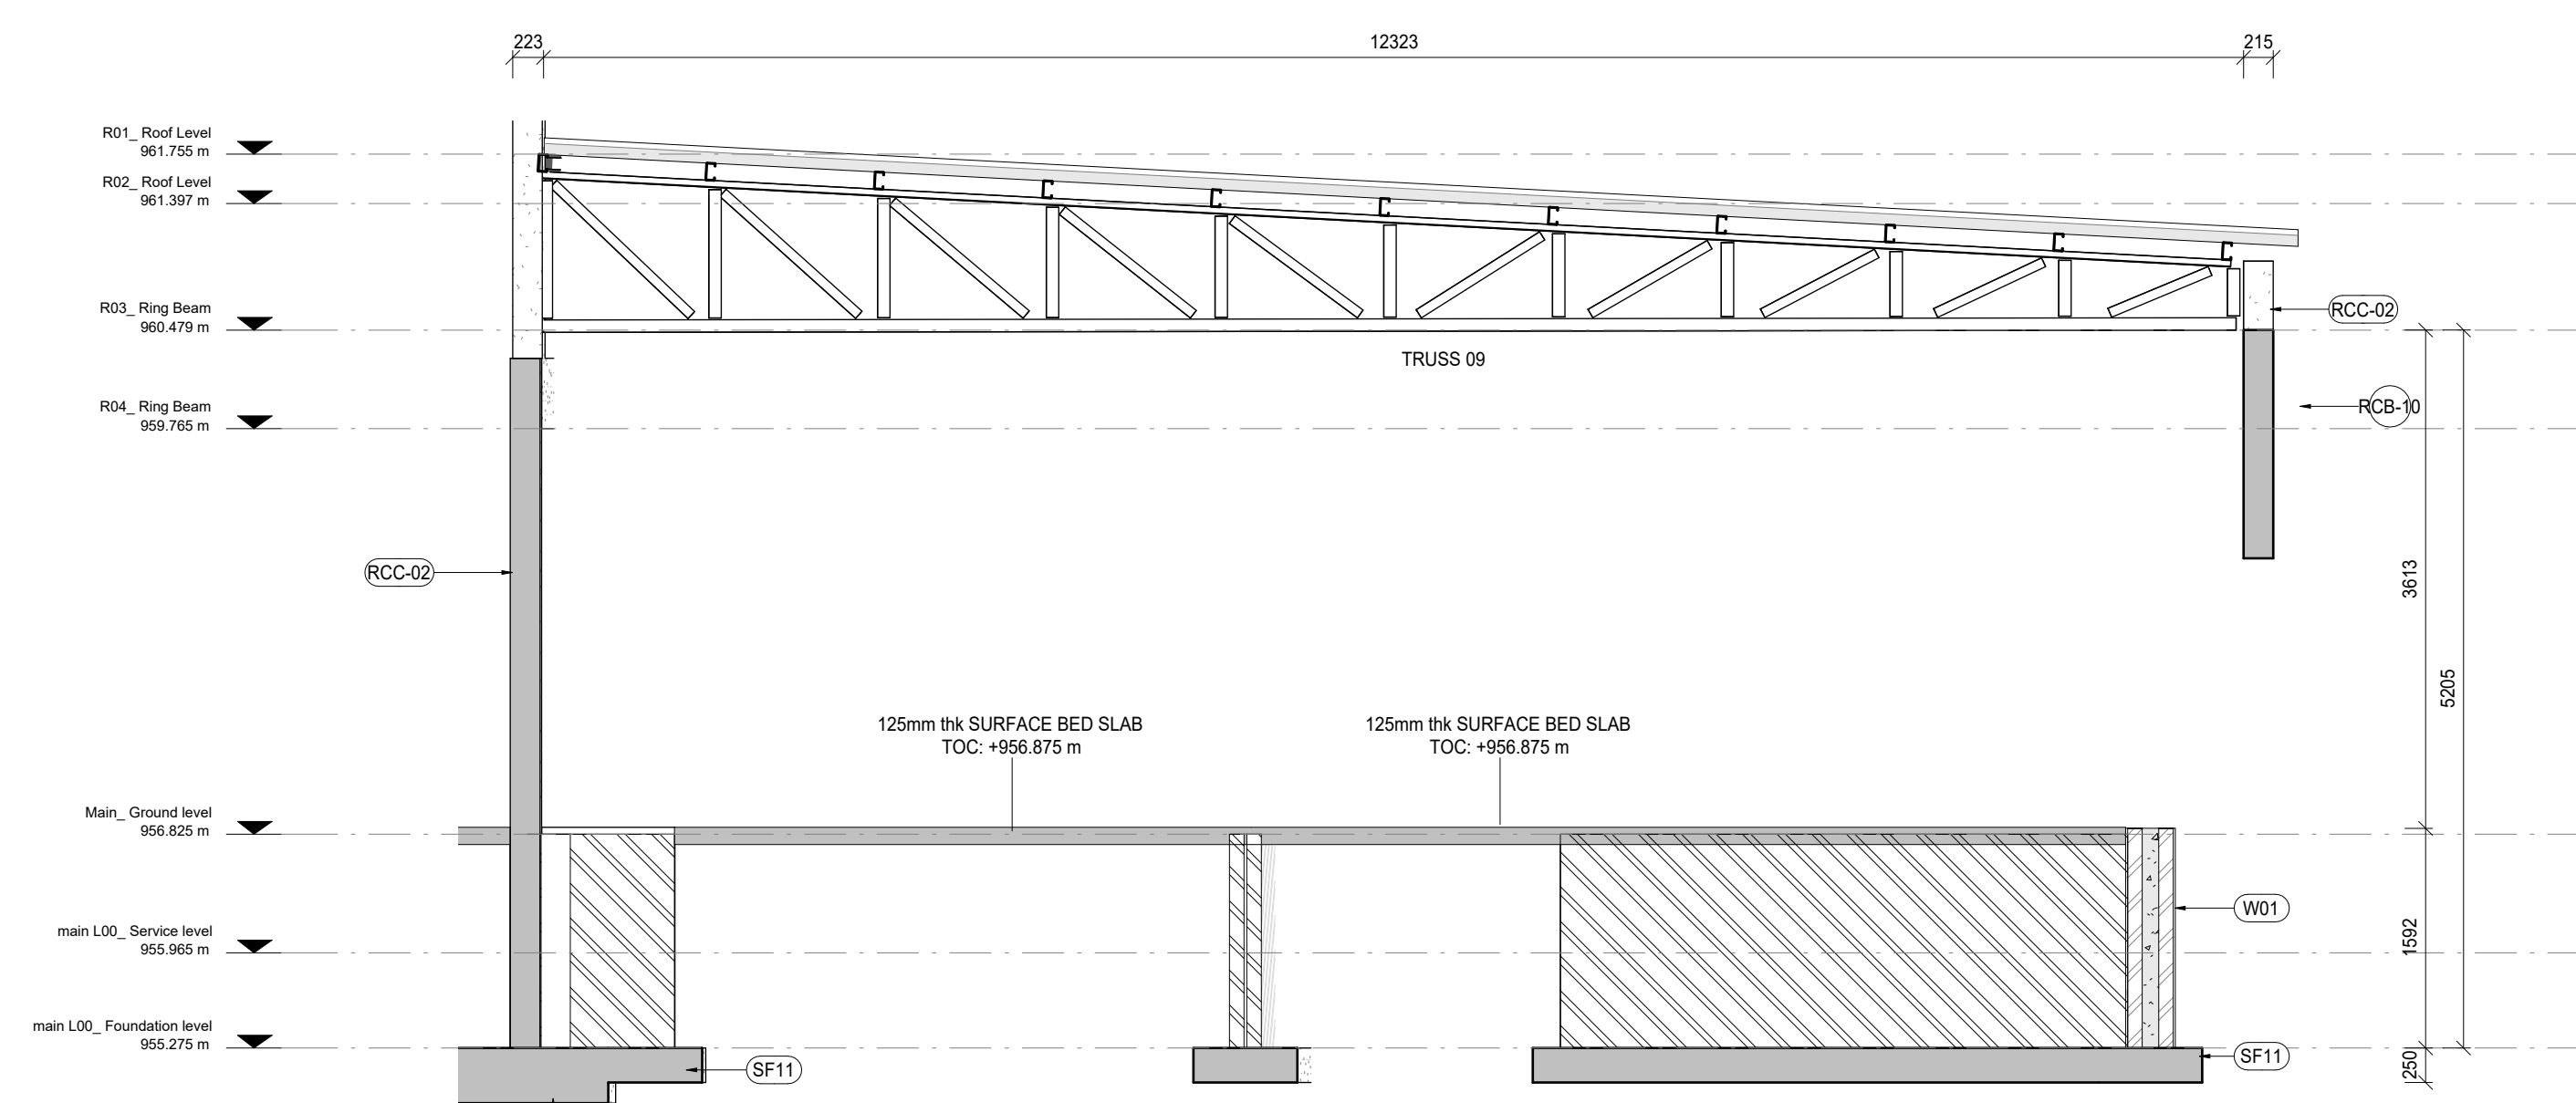 223
12323
215
R01_ Roof Level
961.755 m
R02_ Roof Level
961.397 m
R03_ Ring Beam
960.479 m
RCC-02
TRUSS 09
R04_ Ring Beam
959.765 m
RCB-10
RCC-02
3613
5205
125mm thk SURFACE BED SLAB
TOC: +956.875 m
125mm thk SURFACE BED SLAB
TOC: +956.875 m
Main_ Ground level
956.825 m
W01
main L00_ Service level
955.965 m
1592
main L00_ Foundation level
955.275 m
SF11
SF11
250